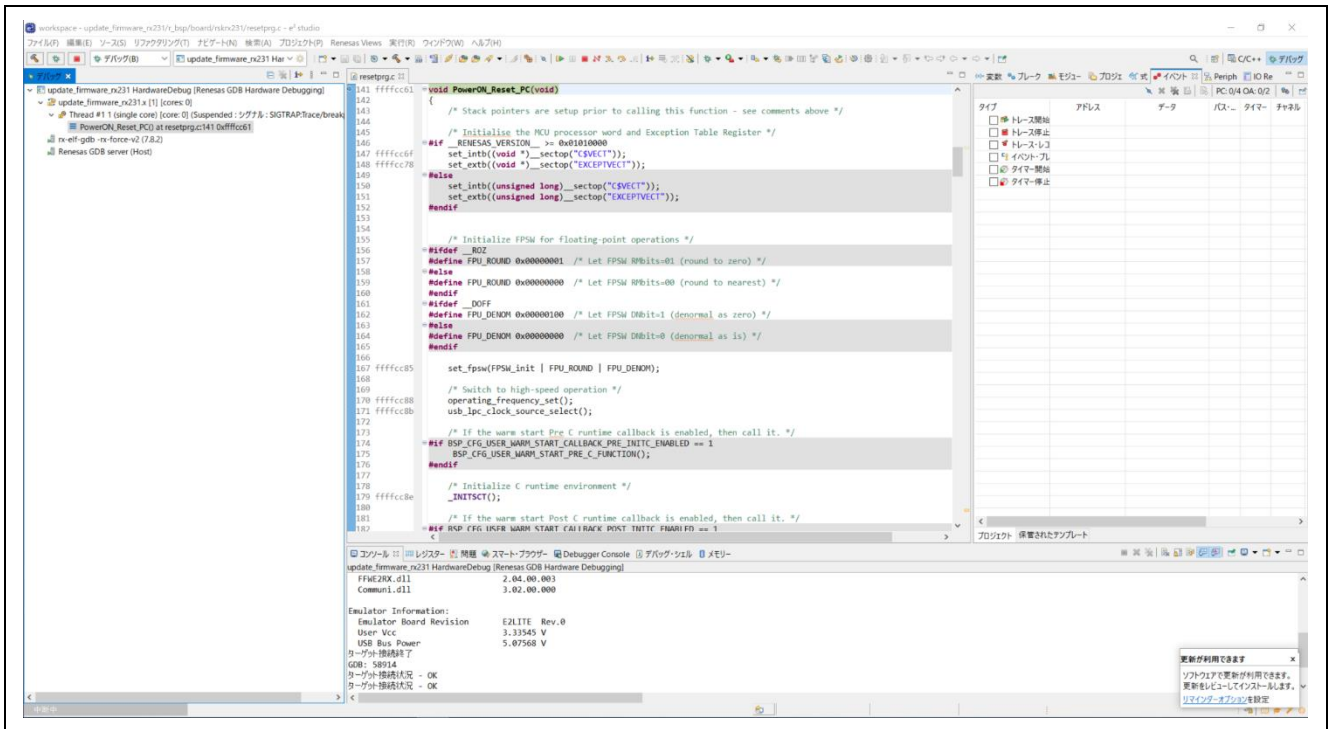 workspace - update_firmware_rx231/r_bsp/board/rskrx231/resetprg.c - e² studio
ファイル(F) 編集(E) ソース(S) リファクタリング(T) ナビゲート(N) 検索(A) プロジェクト(P) Renesas Views 実行(R) ウィンドウ(W) ヘルプ(H)
デバッグ(B) update_firmware_rx231 Har C/C++ デバッグ
デバッグ
update_firmware_rx231 HardwareDebug [Renesas GDB Hardware Debugging]
update_firmware_rx231.x [1] [cores: 0]
Thread #1 1 (single core) [core: 0] (Suspended : シグナル : SIGTRAP:Trace/break
PowerON_Reset_PC() at resetprg.c:141 0xffffcc61
rx-elf-gdb -rx-force-v2 (7.8.2)
Renesas GDB server (Host)
resetprg.c
141 ffffcc61 void PowerON_Reset_PC(void)
142 {
143 /* Stack pointers are setup prior to calling this function - see comments above */
144
145 /* Initialise the MCU processor word and Exception Table Register */
146 #if __RENESAS_VERSION__ >= 0x01010000
147 ffffcc6f set_intb((void *)__sectop("C$VECT"));
148 ffffcc78 set_extb((void *)__sectop("EXCEPTVECT"));
149 #else
150 set_intb((unsigned long)__sectop("C$VECT"));
151 set_extb((unsigned long)__sectop("EXCEPTVECT"));
152 #endif
153
154
155 /* Initialize FPSW for floating-point operations */
156 #ifdef __ROZ
157 #define FPU_ROUND 0x00000001 /* Let FPSW RMbits=01 (round to zero) */
158 #else
159 #define FPU_ROUND 0x00000000 /* Let FPSW RMbits=00 (round to nearest) */
160 #endif
161 #ifdef __DOFF
162 #define FPU_DENOM 0x00000100 /* Let FPSW DNbit=1 (denormal as zero) */
163 #else
164 #define FPU_DENOM 0x00000000 /* Let FPSW DNbit=0 (denormal as is) */
165 #endif
166
167 ffffcc85 set_fpsw(FPSW_init | FPU_ROUND | FPU_DENOM);
168
169 /* Switch to high-speed operation */
170 ffffcc88 operating_frequency_set();
171 ffffcc8b usb_lpc_clock_source_select();
172
173 /* If the warm start Pre C runtime callback is enabled, then call it. */
174 #if BSP_CFG_USER_WARM_START_CALLBACK_PRE_INITC_ENABLED == 1
175 BSP_CFG_USER_WARM_START_PRE_C_FUNCTION();
176 #endif
177
178 /* Initialize C runtime environment */
179 ffffcc8e _INITSCT();
180
181 /* If the warm start Post C runtime callback is enabled, then call it. */
182 #if BSP_CFG_USER_WARM_START_CALLBACK_POST_INITC_ENABLED == 1
変数 ブレーク モジュー プロジェ 式 イベント Periph IO Re
PC: 0/4 OA: 0/2
タイプ アドレス データ パス-.. タイマー チャネル
トレース開始
トレース停止
トレース・レコ
イベント・ブレ
タイマー開始
タイマー停止
プロジェクト 保管されたテンプレート
コンソール レジスター 問題 スマート・ブラウザー Debugger Console デバッグ・シェル メモリー
update_firmware_rx231 HardwareDebug [Renesas GDB Hardware Debugging]
FFWE2RX.dll 2.04.00.003
Communi.dll 3.02.00.000
Emulator Information:
Emulator Board Revision E2LITE Rev.0
User Vcc 3.33545 V
USB Bus Power 5.07568 V
ターゲット接続終了
GDB: 58914
ターゲット接続状況 - OK
ターゲット接続状況 - OK
更新が利用できます x
ソフトウェアで更新が利用できます。
更新をレビューしてインストールします。
リマインダーオプションを設定
中断中